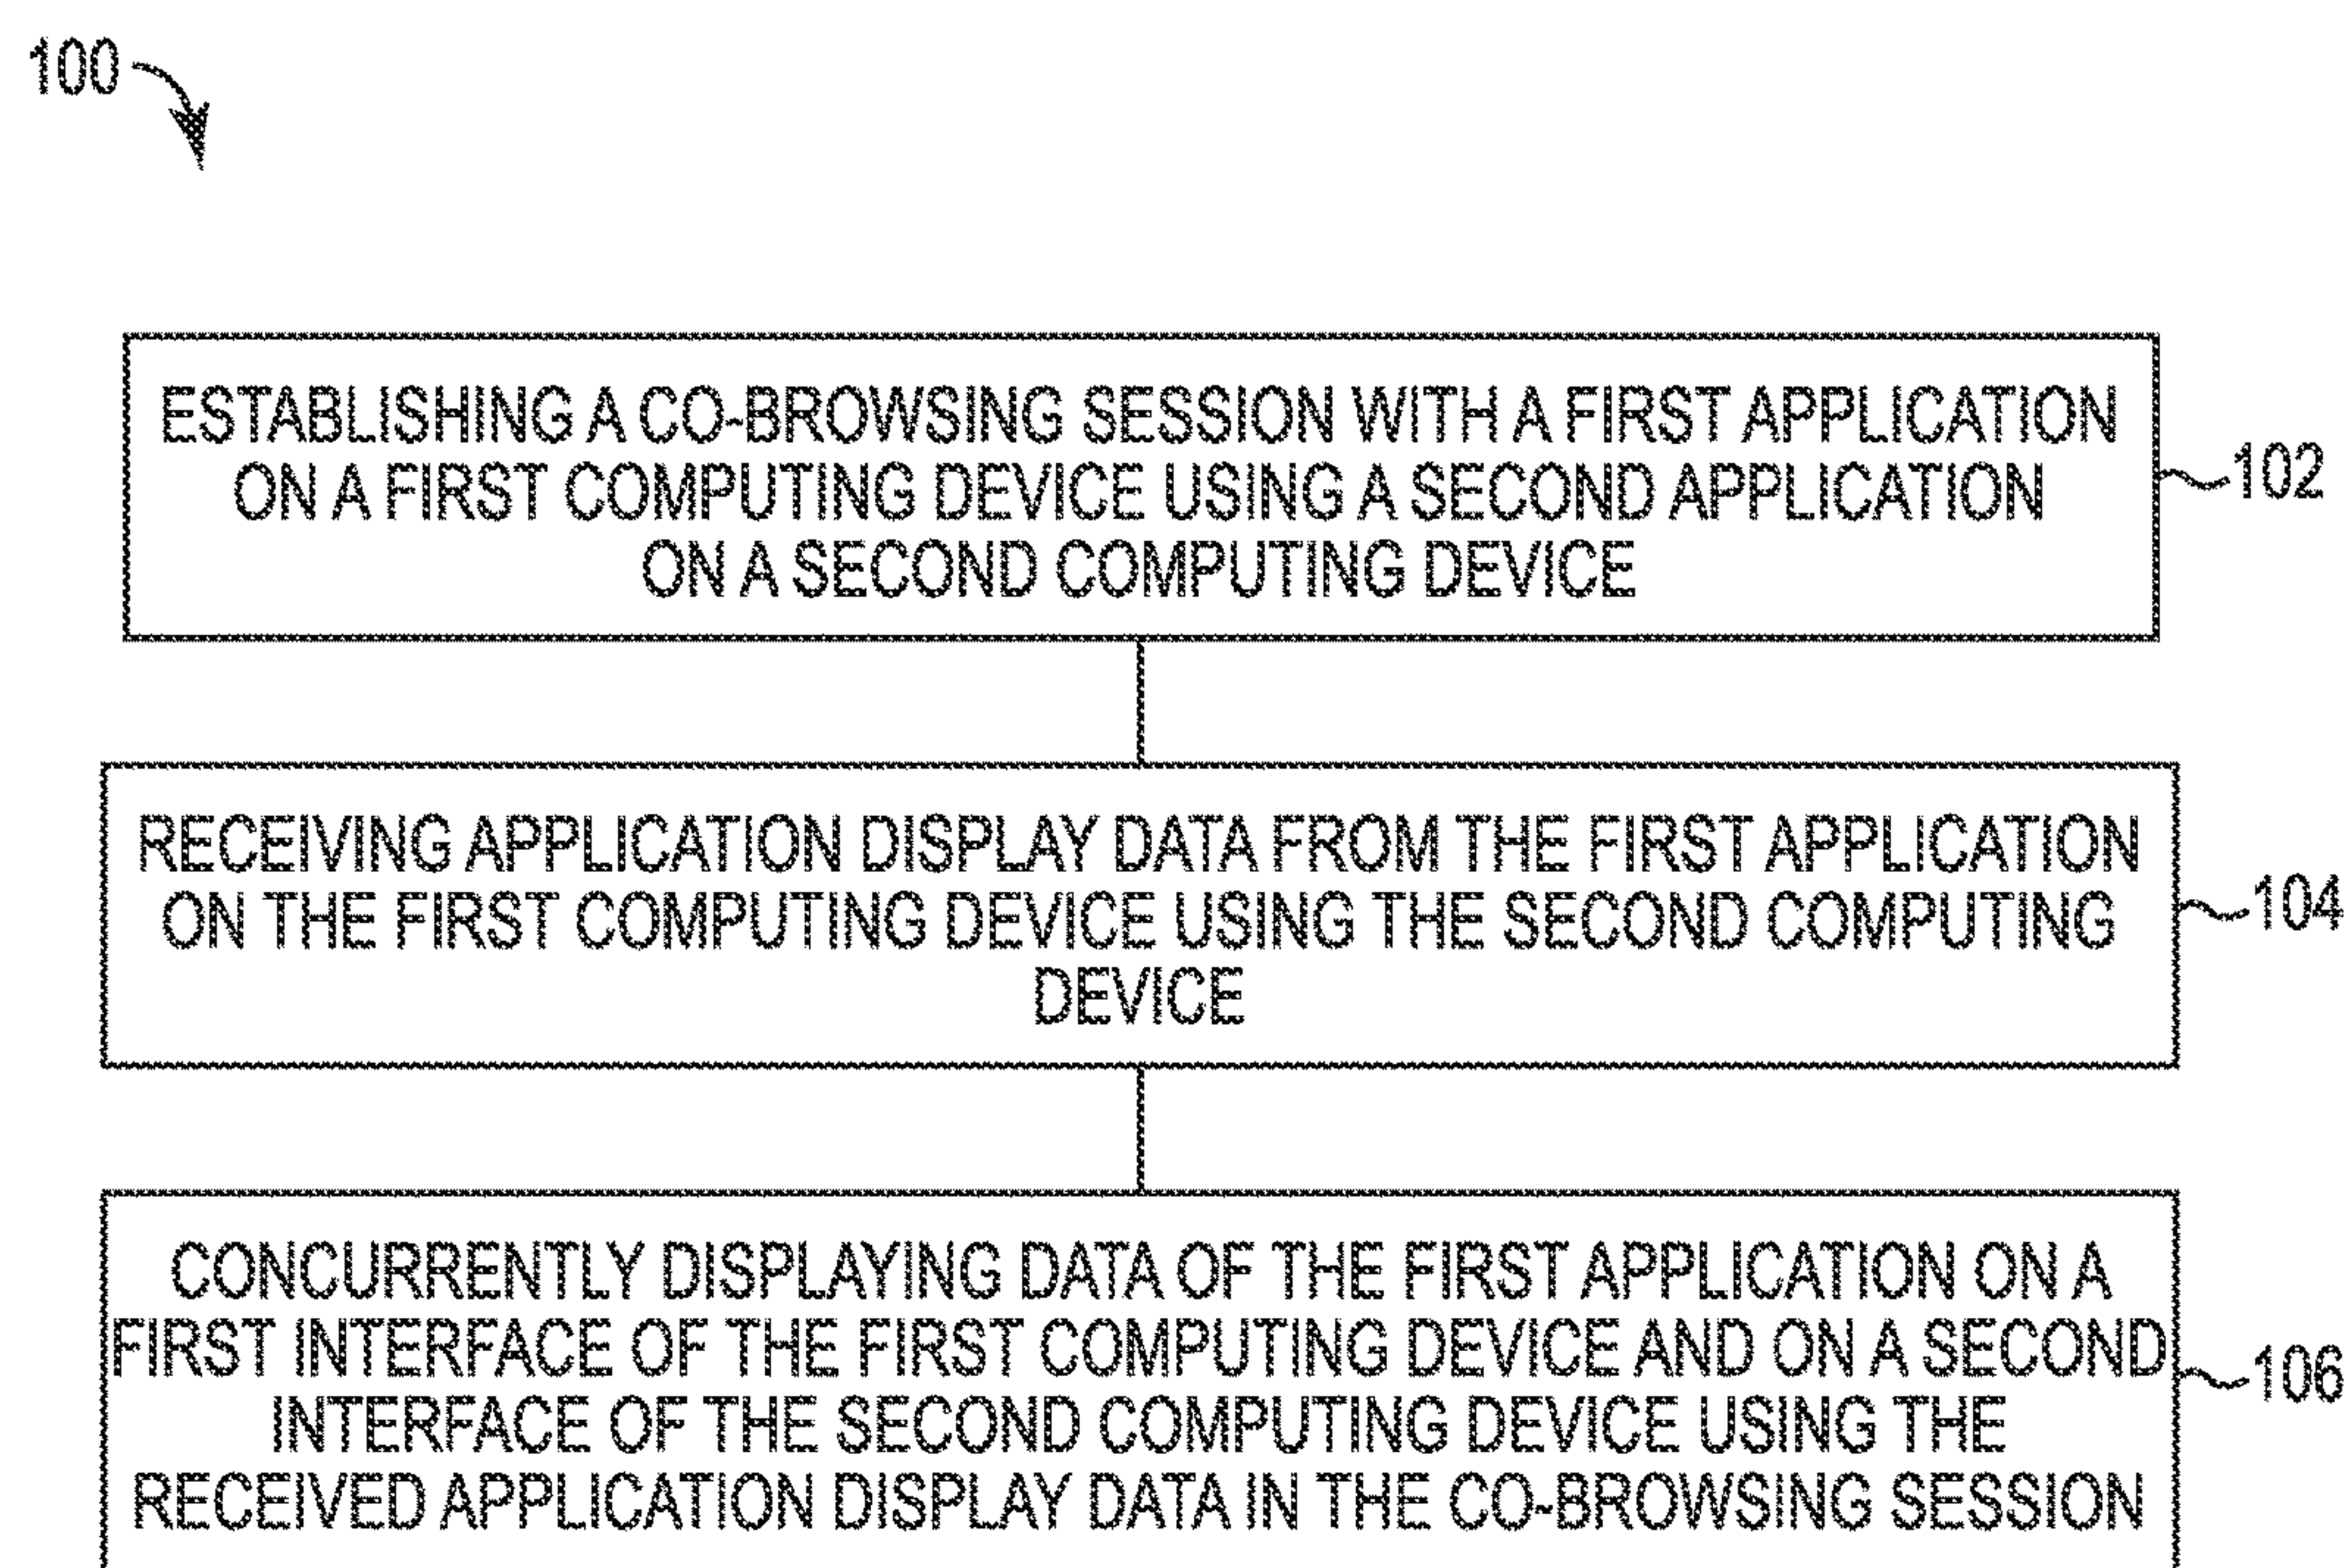 100
ESTABLISHING A CO-BROWSING SESSION WITH A FIRST APPLICATION
ON A FIRST COMPUTING DEVICE USING A SECOND APPLICATION
ON A SECOND COMPUTING DEVICE
102
RECEIVING APPLICATION DISPLAY DATA FROM THE FIRST APPLICATION
ON THE FIRST COMPUTING DEVICE USING THE SECOND COMPUTING
DEVICE
104
CONCURRENTLY DISPLAYING DATA OF THE FIRST APPLICATION ON A
FIRST INTERFACE OF THE FIRST COMPUTING DEVICE AND ON A SECOND
INTERFACE OF THE SECOND COMPUTING DEVICE USING THE
RECEIVED APPLICATION DISPLAY DATA IN THE CO-BROWSING SESSION
106